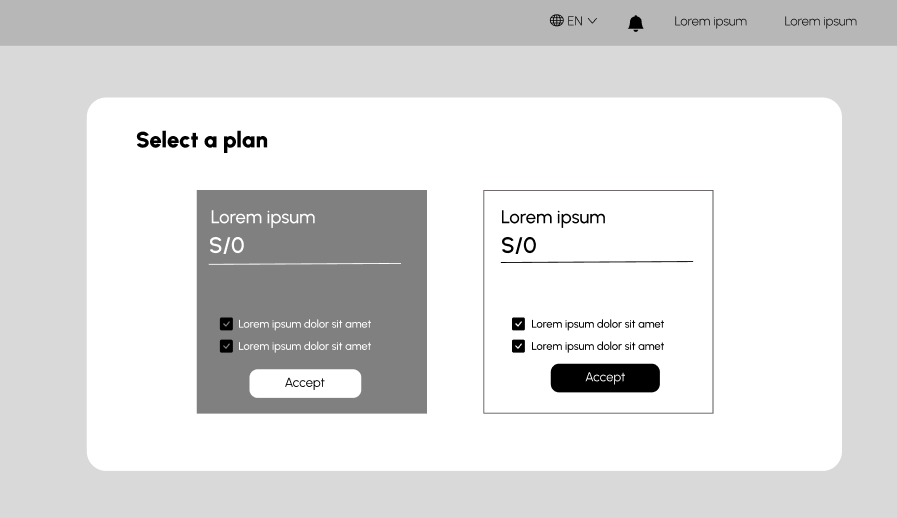 EN
Lorem ipsum
Lorem ipsum
Select a plan
Lorem ipsum
S/0
Lorem ipsum dolor sit amet
Lorem ipsum dolor sit amet
Accept
Lorem ipsum
S/0
Lorem ipsum dolor sit amet
Lorem ipsum dolor sit amet
Accept